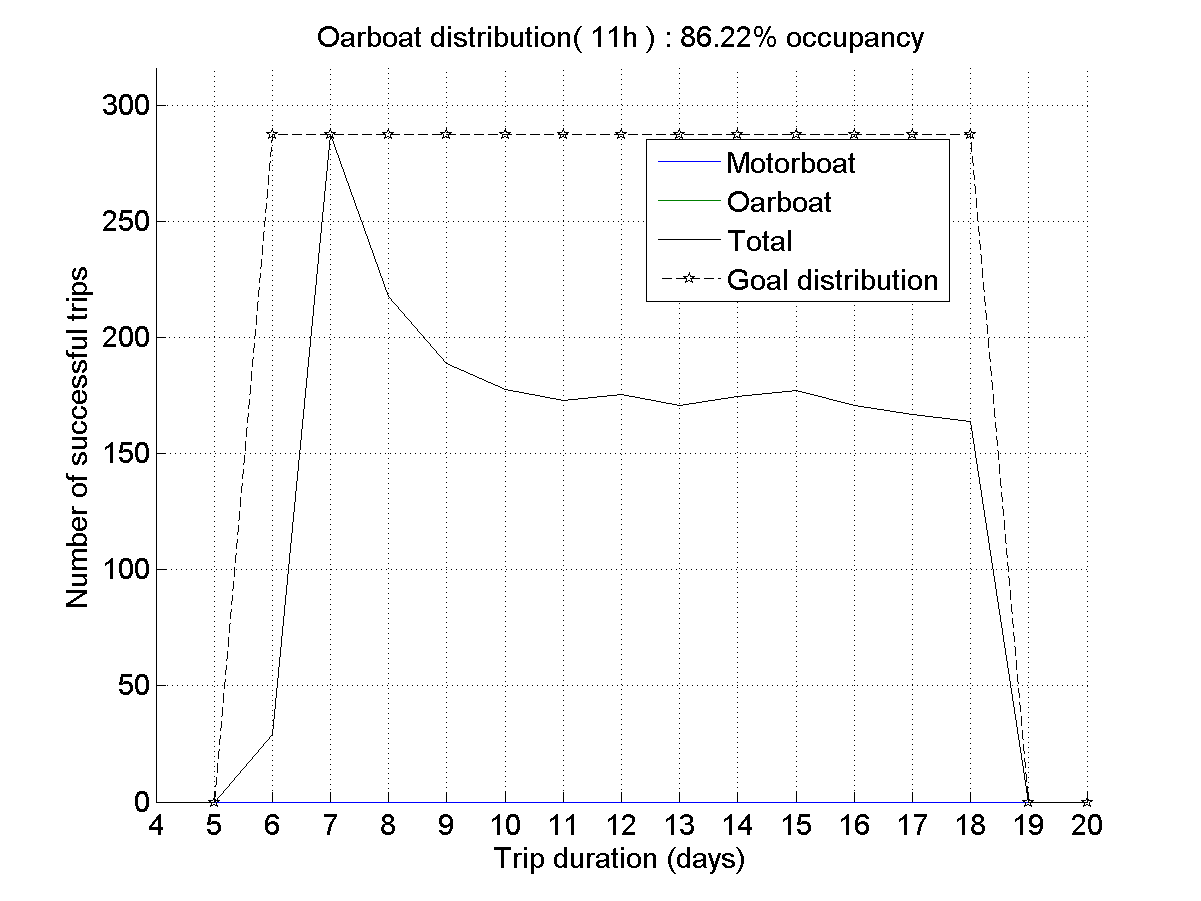 Oarboat distribution( 11h ) : 86.22% occupancy
Number of successful trips
300
250
200
150
100
50
0
Motorboat
Oarboat
Total
Goal distribution
4 5 6 7 8 9 10 11 12 13 14 15 16 17 18 19 20
Trip duration (days)